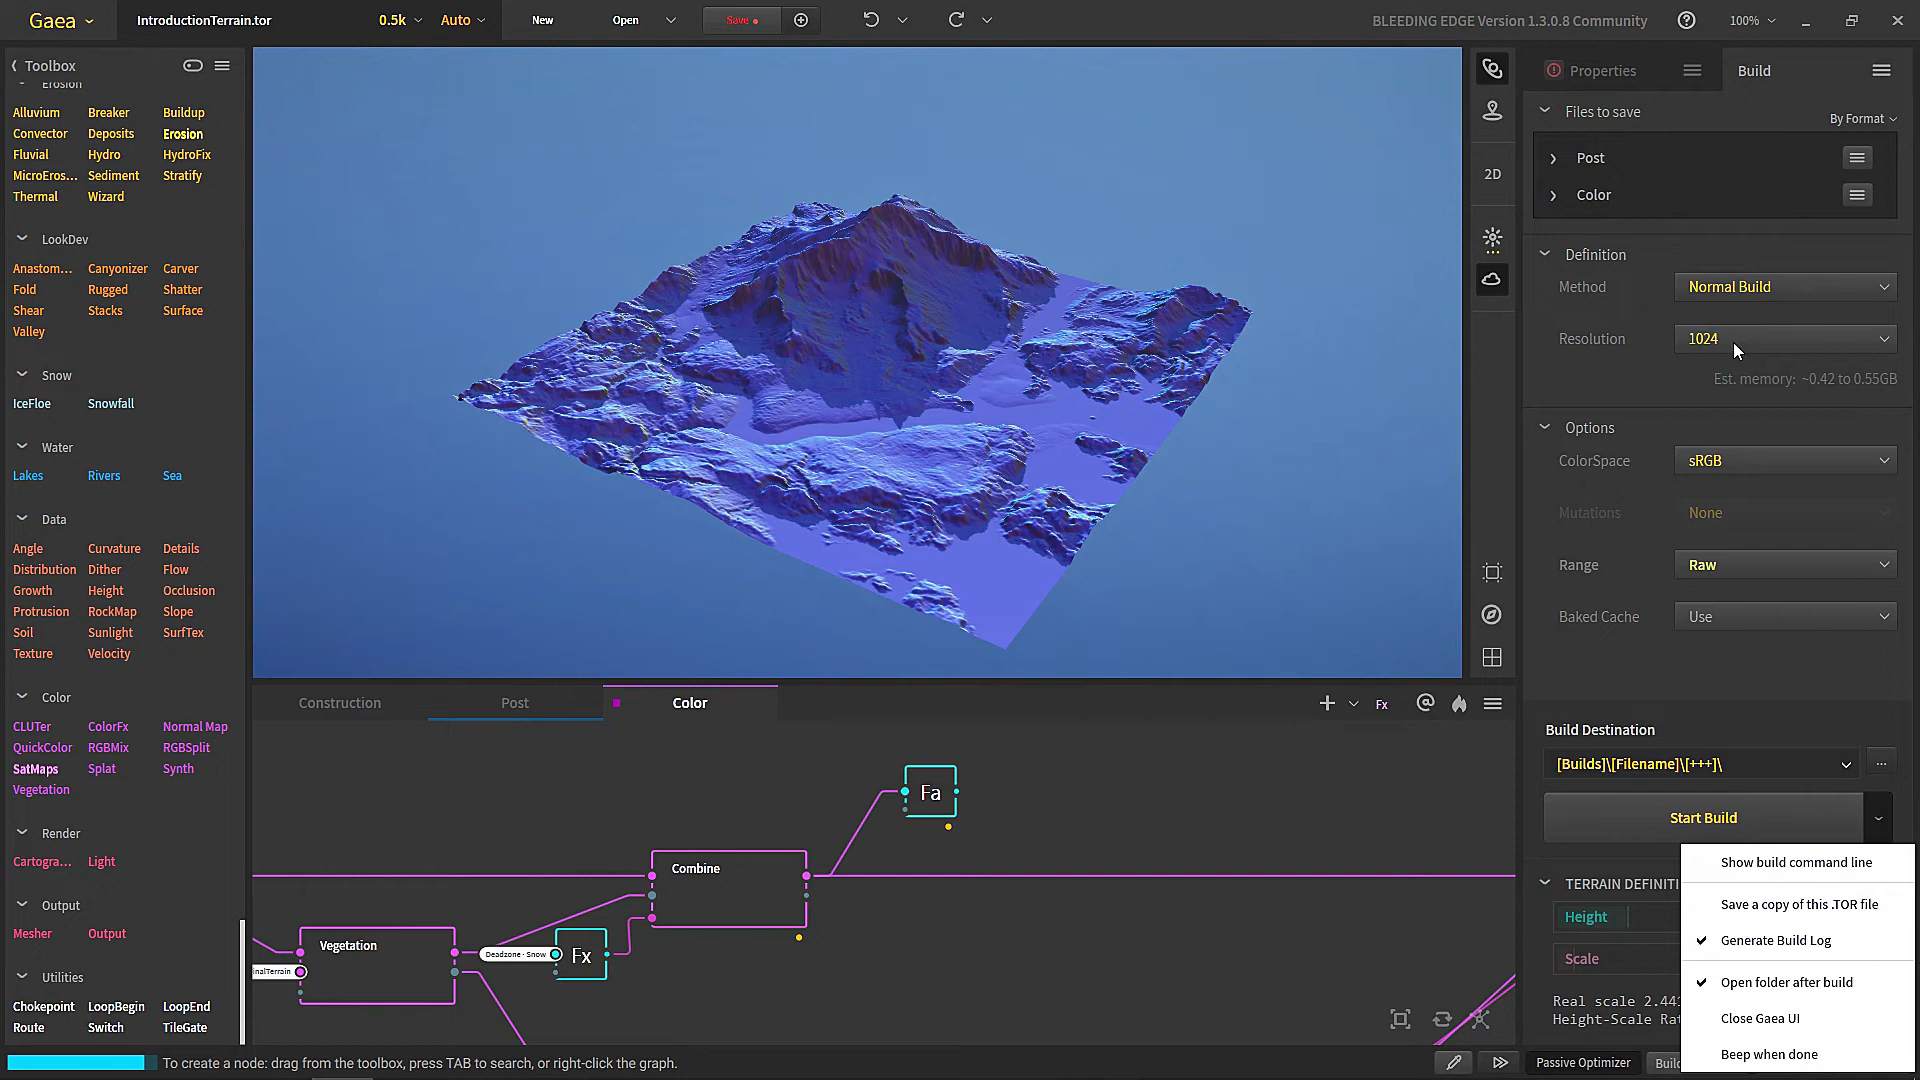 Gaea
IntroductionTerrain.tor
0.5k
Auto
New
Open
Save
BLEEDING EDGE Version 1.3.0.8 Community
100%
Toolbox
Erosion
Alluvium Breaker Buildup
Convector Deposits Erosion
Fluvial Hydro HydroFix
MicroEros... Sediment Stratify
Thermal Wizard
LookDev
Anastom... Canyonizer Carver
Fold Rugged Shatter
Shear Stacks Surface
Valley
Snow
IceFloe Snowfall
Water
Lakes Rivers Sea
Data
Angle Curvature Details
Distribution Dither Flow
Growth Height Occlusion
Protrusion RockMap Slope
Soil Sunlight SurfTex
Texture Velocity
Color
CLUTer ColorFx Normal Map
QuickColor RGBMix RGBSplit
SatMaps Splat Synth
Vegetation
Render
Cartogra... Light
Output
Mesher Output
Utilities
Chokepoint LoopBegin LoopEnd
Route Switch TileGate
To create a node: drag from the toolbox, press TAB to search, or right-click the graph.
2D
Construction Post Color
Fx
Fa
Combine
Vegetation
Deadzone · Snow
Fx
inalTerrain
Properties
Build
Files to save
By Format
Post
Color
Definition
Method Normal Build
Resolution 1024
Est. memory: ~0.42 to 0.55GB
Options
ColorSpace sRGB
Mutations None
Range Raw
Baked Cache Use
Build Destination
[Builds]\[Filename]\[+++]\
...
Start Build
Show build command line
TERRAIN DEFINITI
Save a copy of this .TOR file
Height
Generate Build Log
Scale
Open folder after build
Real scale 2.441
Height-Scale Rat
Close Gaea UI
Beep when done
Passive Optimizer
Build